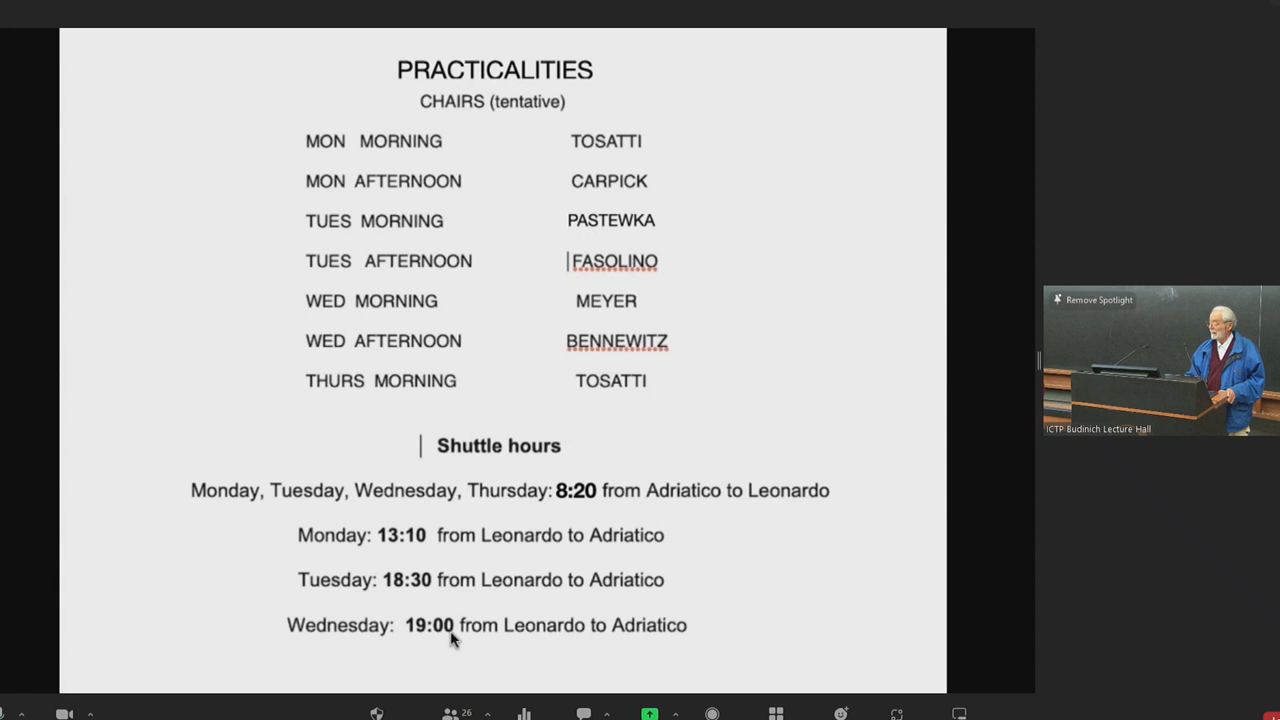 PRACTICALITIES
CHAIRS (tentative)
MON MORNING TOSATTI
MON AFTERNOON CARPICK
TUES MORNING PASTEWKA
TUES AFTERNOON FASOLINO
WED MORNING MEYER
WED AFTERNOON BENNEWITZ
THURS MORNING TOSATTI
Shuttle hours
Monday, Tuesday, Wednesday, Thursday: 8:20 from Adriatico to Leonardo
Monday: 13:10 from Leonardo to Adriatico
Tuesday: 18:30 from Leonardo to Adriatico
Wednesday: 19:00 from Leonardo to Adriatico
Remove Spotlight
ICTP Budinich Lecture Hall
26